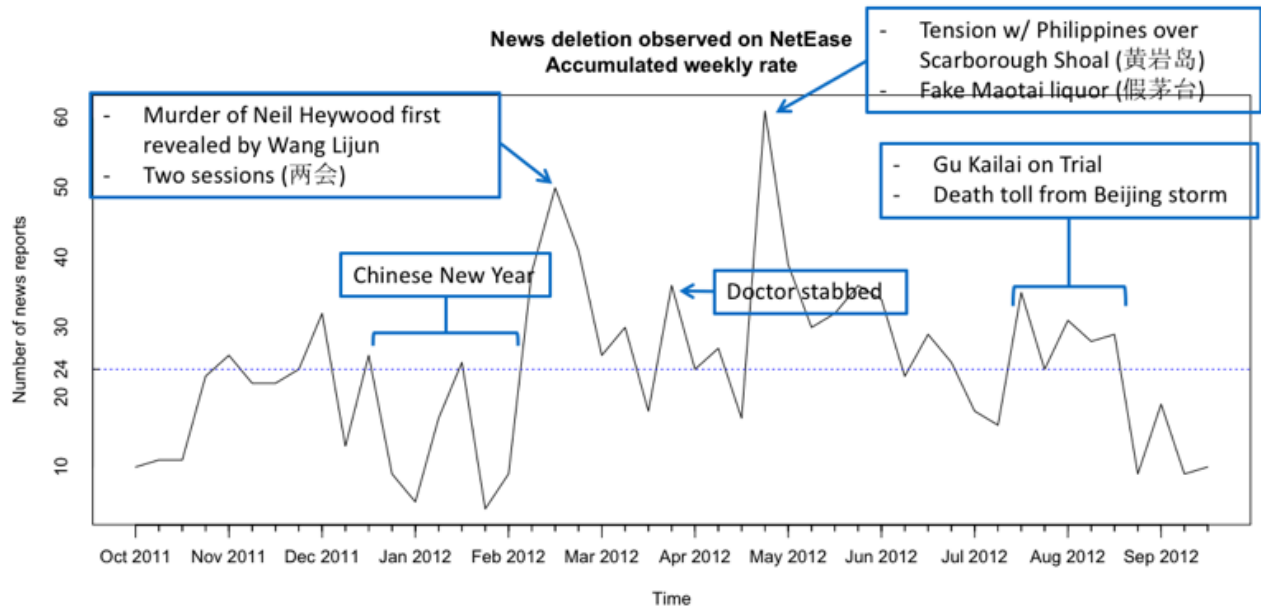 News deletion observed on NetEase
Accumulated weekly rate
- Tension w/ Philippines over
Scarborough Shoal (黄岩岛)
- Fake Maotai liquor (假茅台)
- Murder of Neil Heywood first
revealed by Wang Lijun
- Two sessions (两会)
- Gu Kailai on Trial
- Death toll from Beijing storm
Chinese New Year
Doctor stabbed
Number of news reports
60
50
40
30
24
20
10
Oct 2011 Nov 2011 Dec 2011 Jan 2012 Feb 2012 Mar 2012 Apr 2012 May 2012 Jun 2012 Jul 2012 Aug 2012 Sep 2012
Time